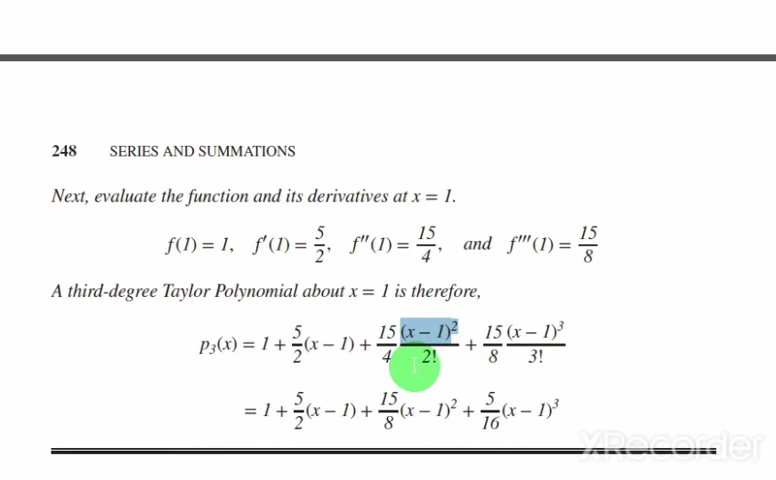 248 SERIES AND SUMMATIONS
Next, evaluate the function and its derivatives at x = 1.
f(1) = 1, f′(1) = 5/2, f″(1) = 15/4, and f‴(1) = 15/8
A third-degree Taylor Polynomial about x = 1 is therefore,
p₃(x) = 1 + 5/2(x − 1) + 15/4 (x − 1)²/2! + 15/8 (x − 1)³/3!
= 1 + 5/2(x − 1) + 15/8(x − 1)² + 5/16(x − 1)³
XRecorder